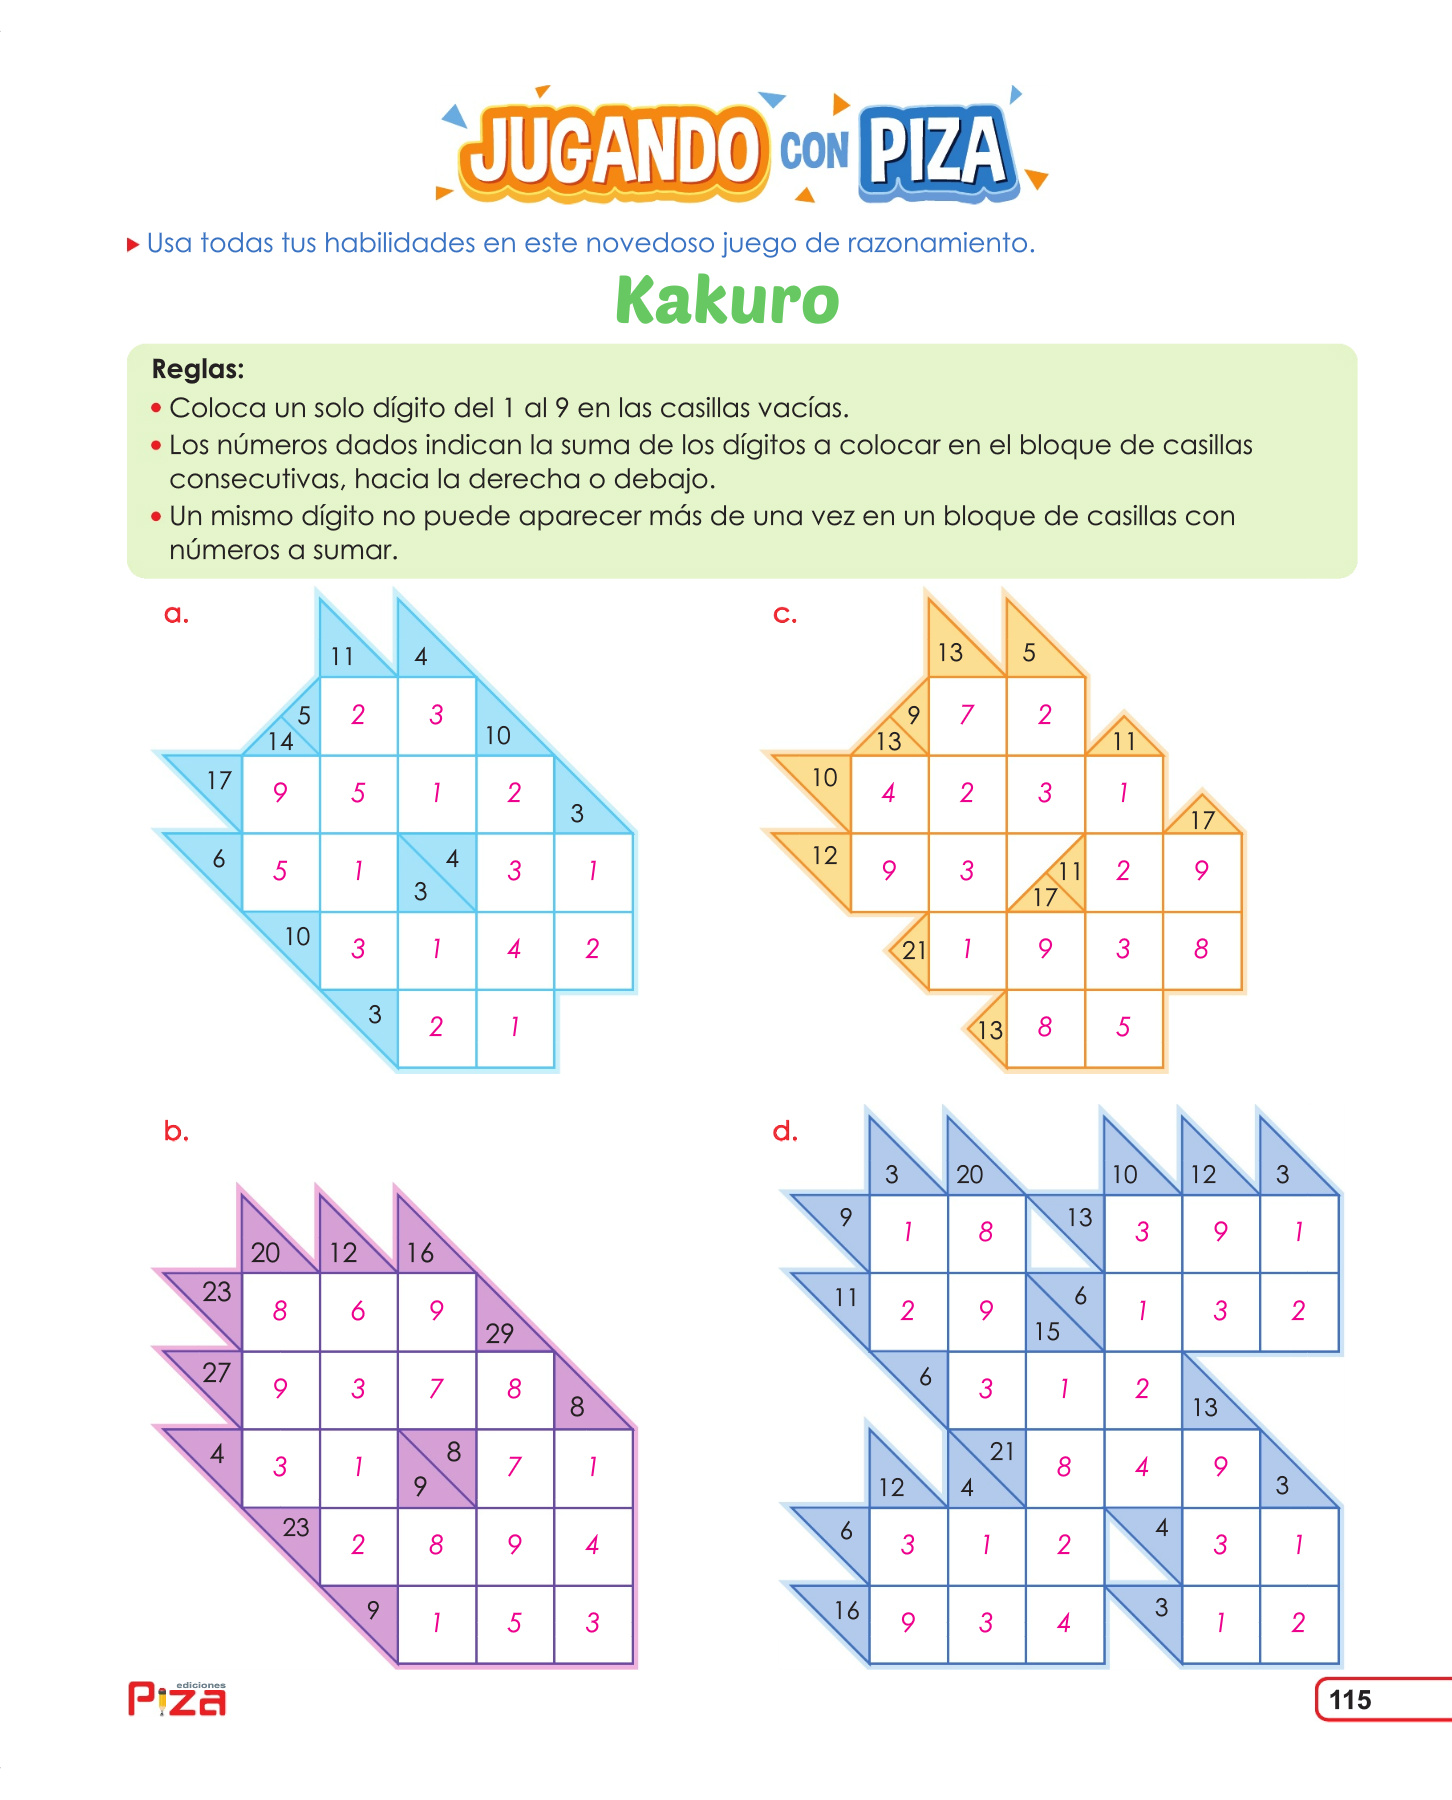 JUGANDO CON PIZA
Usa todas tus habilidades en este novedoso juego de razonamiento.
Kakuro
Reglas:
• Coloca un solo dígito del 1 al 9 en las casillas vacías.
• Los números dados indican la suma de los dígitos a colocar en el bloque de casillas
consecutivas, hacia la derecha o debajo.
• Un mismo dígito no puede aparecer más de una vez en un bloque de casillas con
números a sumar.
a.
11 4
5 2 3 10
14
17 9 5 1 2 3
6 5 1 4 3 3 1
10 3 1 4 2
3 2 1
c.
13 5
9 7 2
13 11
10 4 2 3 1 17
12 9 3 11 17 2 9
21 1 9 3 8
13 8 5
b.
20 12 16
23 8 6 9 29
27 9 3 7 8 8
4 3 1 8 9 7 1
23 2 8 9 4
9 1 5 3
d.
3 20 10 12 3
9 1 8 13 3 9 1
11 2 9 6 15 1 3 2
6 3 1 2 13
12 21 4 8 4 9 3
6 3 1 2 4 3 1
16 9 3 4 3 1 2
ediciones
Piza
115